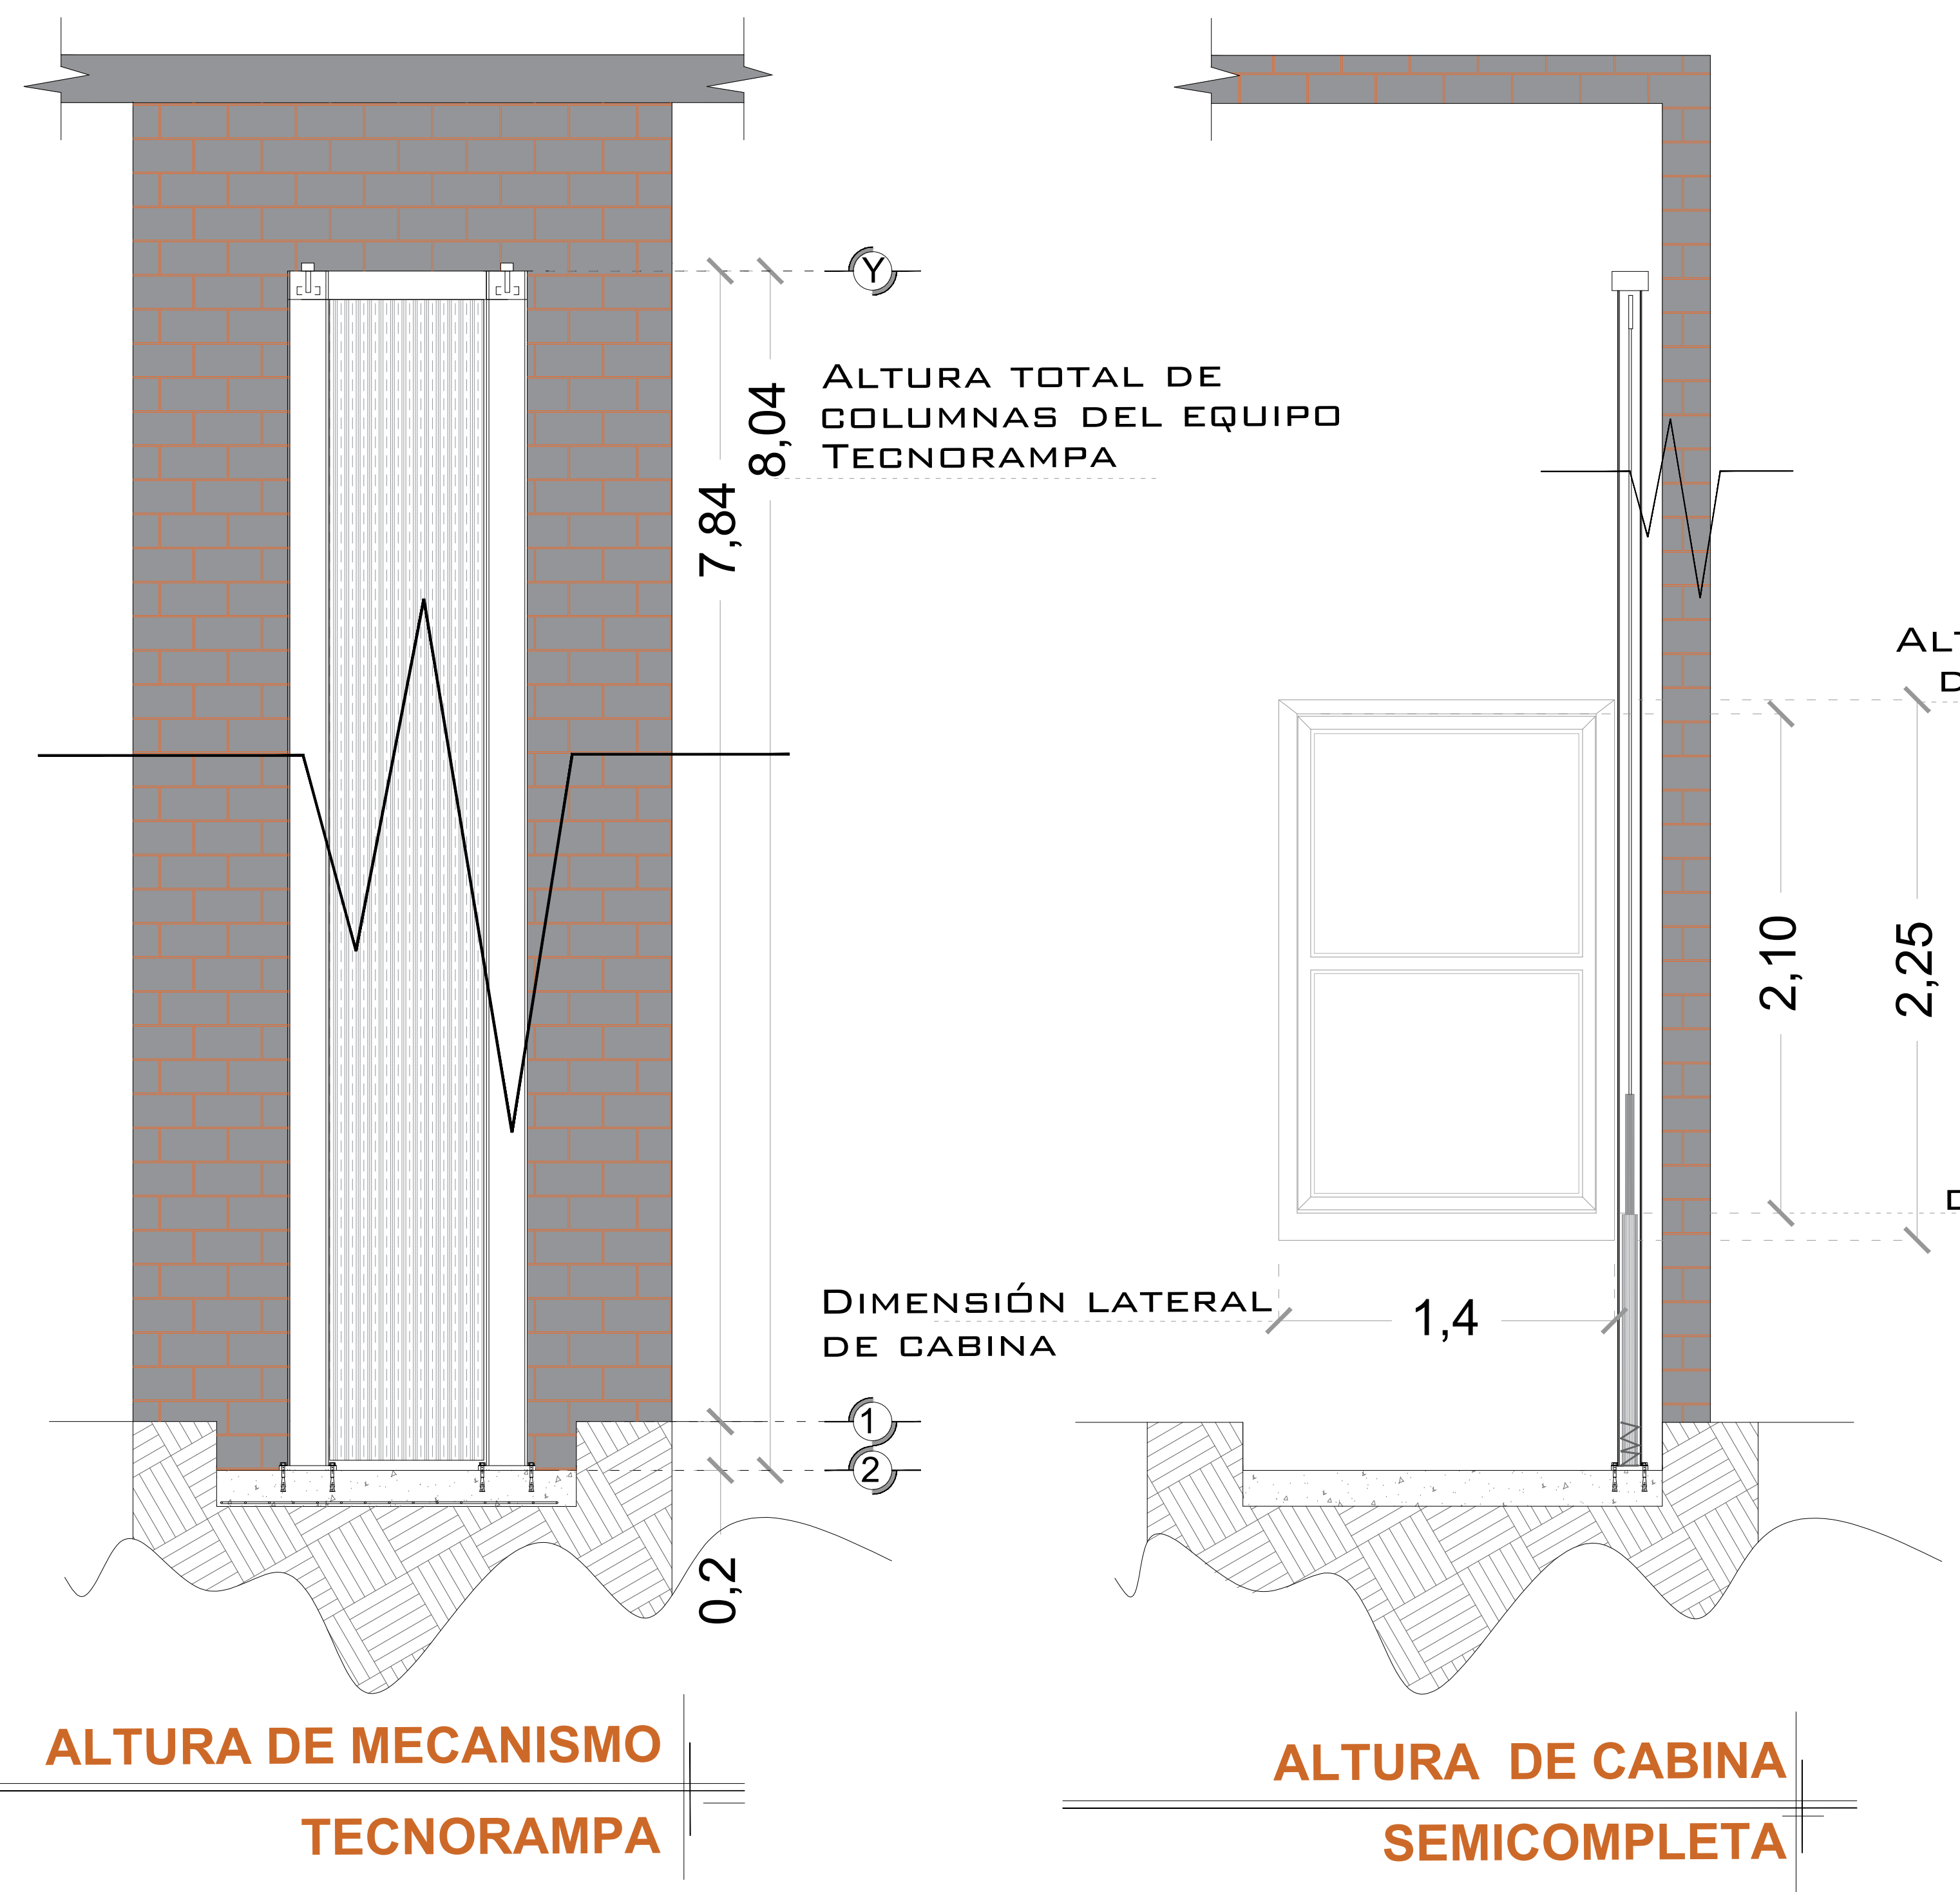 Y
ALTURA TOTAL DE
COLUMNAS DEL EQUIPO
TECNORAMPA
8,04
7,84
ALT
D
2,10
2,25
D
DIMENSIÓN LATERAL
DE CABINA
1,4
1
2
0,2
ALTURA DE MECANISMO
TECNORAMPA
ALTURA DE CABINA
SEMICOMPLETA